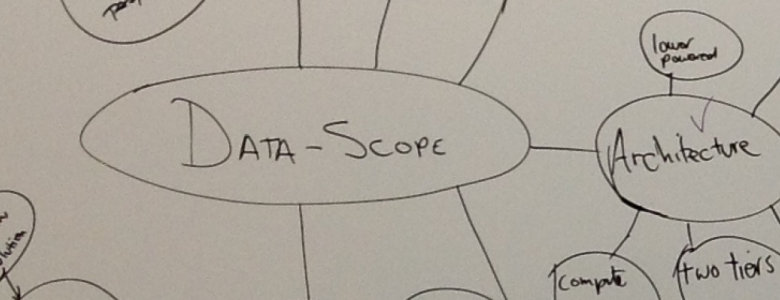 lower
powered
DATA-SCOPE
Architecture
compute
two tiers